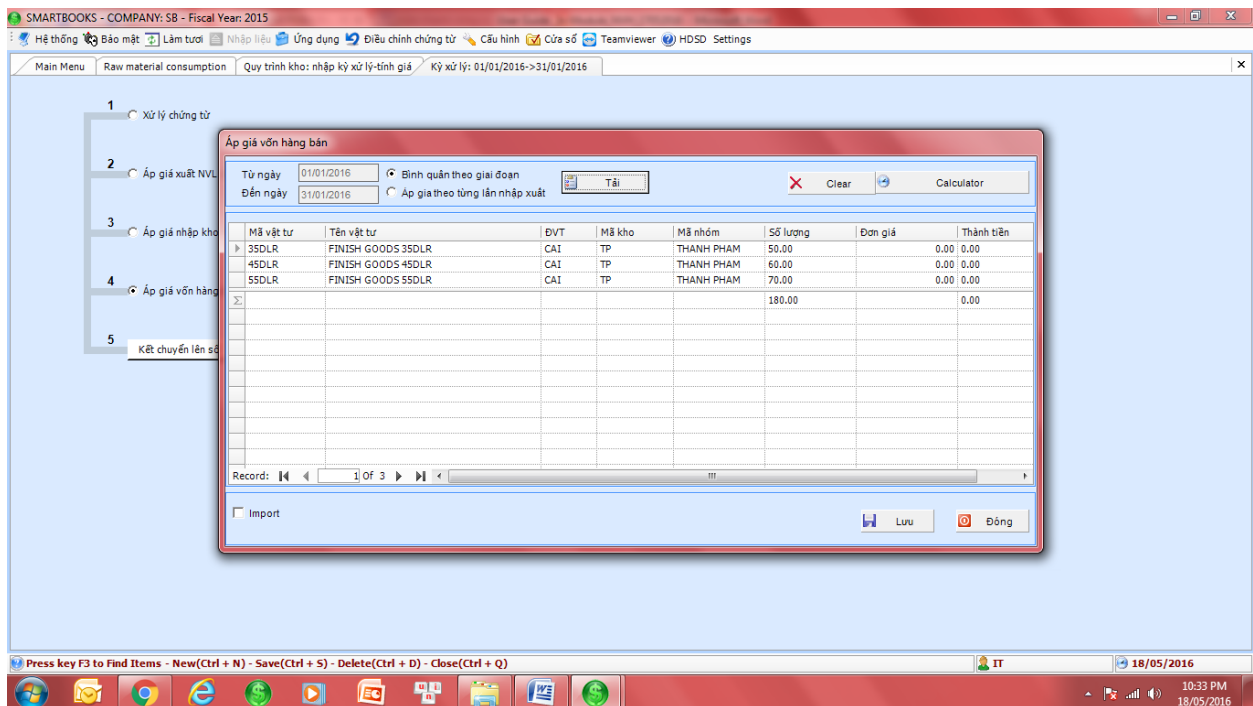 SMARTBOOKS - COMPANY: SB - Fiscal Year: 2015
Hệ thống Bảo mật Làm tươi Nhập liệu Ứng dụng Điều chỉnh chứng từ Cấu hình Cửa sổ Teamviewer HDSD Settings
Main Menu Raw material consumption Quy trình kho: nhập kỳ xử lý-tính giá Kỳ xử lý: 01/01/2016->31/01/2016
1 Xử lý chứng từ
2 Áp giá xuất NVL
3 Áp giá nhập kho
4 Áp giá vốn hàng
5 Kết chuyển lên sổ
Áp giá vốn hàng bán
Từ ngày 01/01/2016 Bình quân theo giai đoạn
Đến ngày 31/01/2016 Áp gia theo từng lần nhập xuất
Tải Clear Calculator
Mã vật tư Tên vật tư ĐVT Mã kho Mã nhóm Số lượng Đơn giá Thành tiền
35DLR FINISH GOODS 35DLR CAI TP THANH PHAM 50.00 0.00 0.00
45DLR FINISH GOODS 45DLR CAI TP THANH PHAM 60.00 0.00 0.00
55DLR FINISH GOODS 55DLR CAI TP THANH PHAM 70.00 0.00 0.00
Σ 180.00 0.00
Record: 1 Of 3
Import
Lưu Đóng
Press key F3 to Find Items - New(Ctrl + N) - Save(Ctrl + S) - Delete(Ctrl + D) - Close(Ctrl + Q) IT 18/05/2016
10:33 PM
18/05/2016